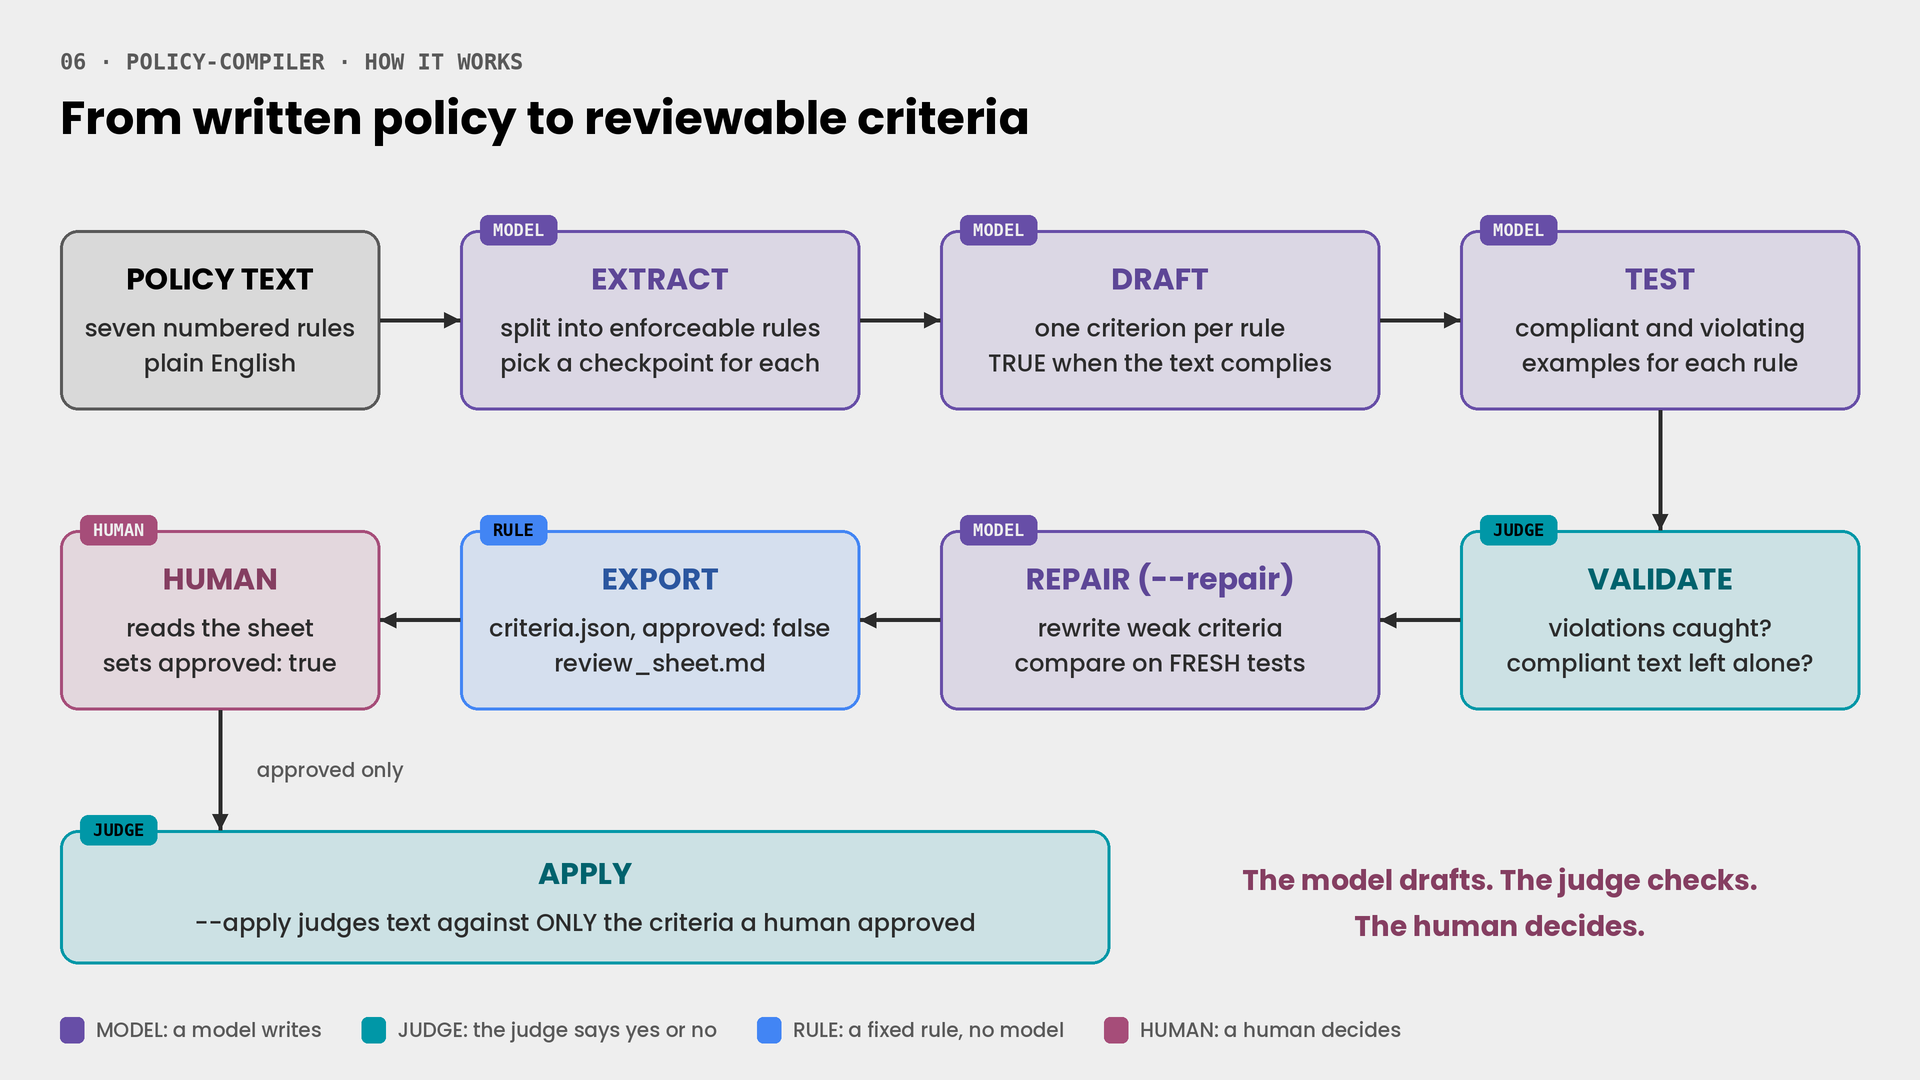 06 · POLICY-COMPILER · HOW IT WORKS
From written policy to reviewable criteria
POLICY TEXT
seven numbered rules
plain English
MODEL
EXTRACT
split into enforceable rules
pick a checkpoint for each
MODEL
DRAFT
one criterion per rule
TRUE when the text complies
MODEL
TEST
compliant and violating
examples for each rule
JUDGE
VALIDATE
violations caught?
compliant text left alone?
MODEL
REPAIR (--repair)
rewrite weak criteria
compare on FRESH tests
RULE
EXPORT
criteria.json, approved: false
review_sheet.md
HUMAN
HUMAN
reads the sheet
sets approved: true
approved only
JUDGE
APPLY
--apply judges text against ONLY the criteria a human approved
The model drafts. The judge checks.
The human decides.
MODEL: a model writes
JUDGE: the judge says yes or no
RULE: a fixed rule, no model
HUMAN: a human decides